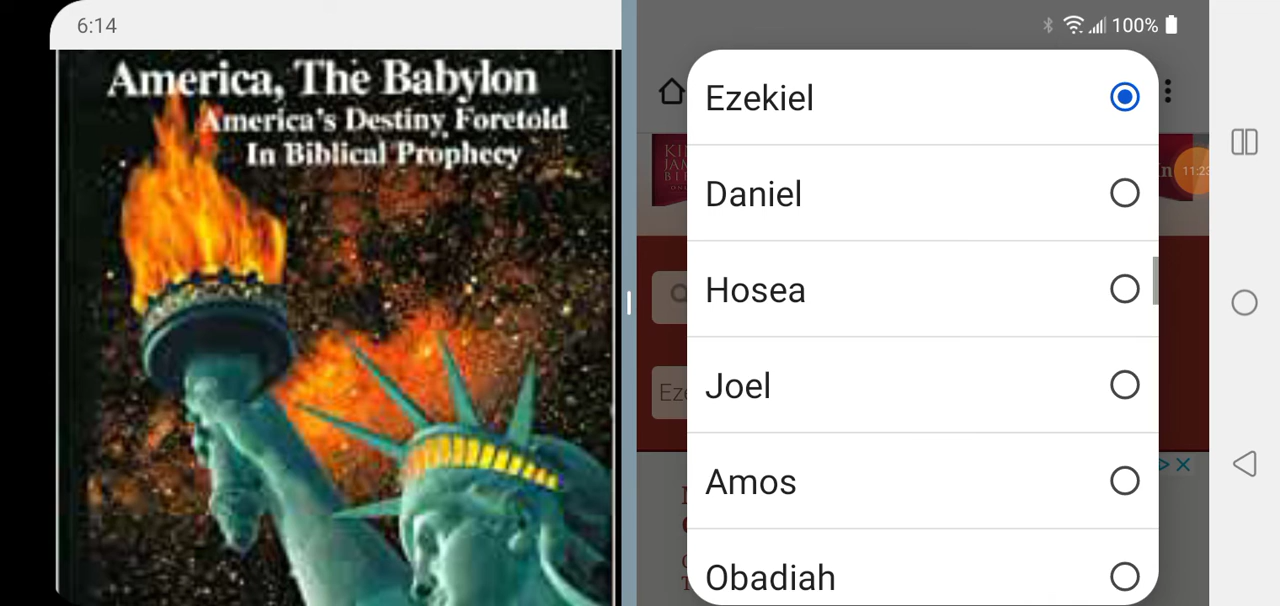 6:14
America, The Babylon
America's Destiny Foretold
In Biblical Prophecy
100%
Ezekiel
Daniel
Hosea
Joel
Amos
Obadiah
11:23